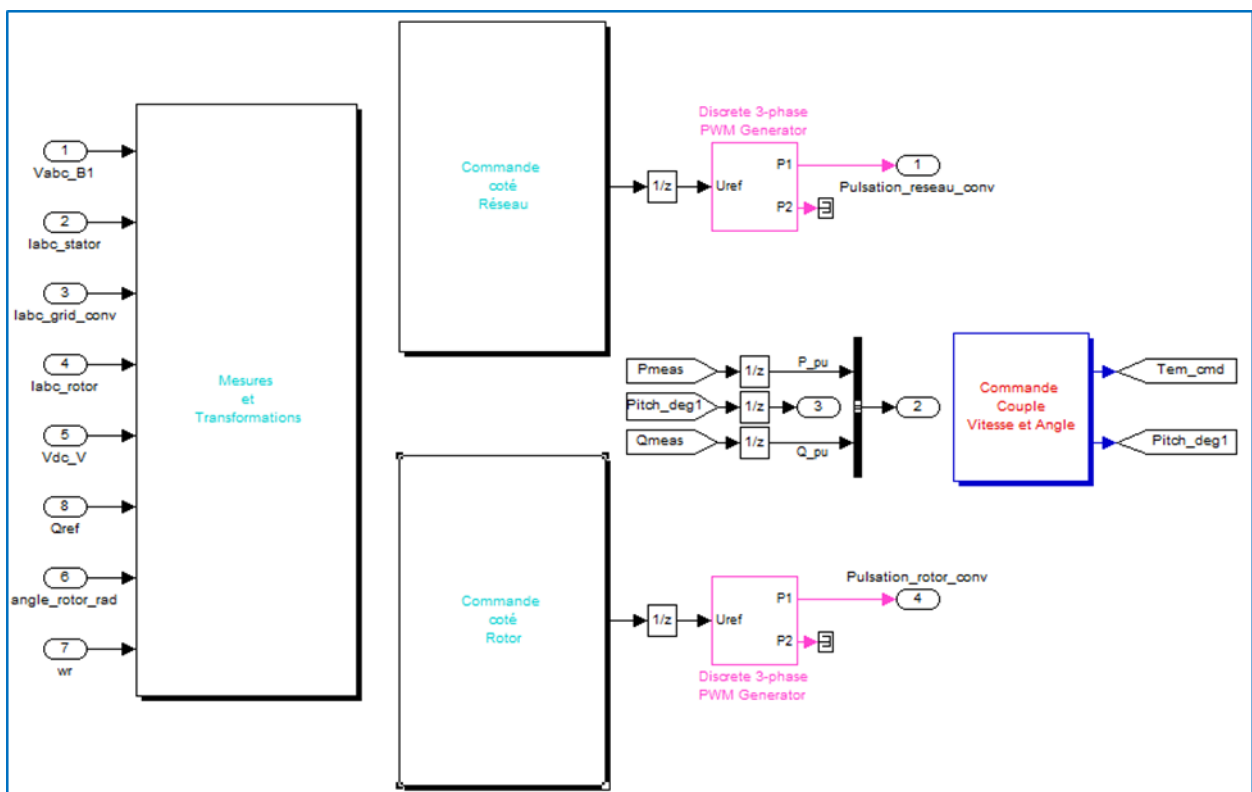 1
Vabc_B1
2
Iabc_stator
3
Iabc_grid_conv
4
Iabc_rotor
5
Vdc_V
8
Qref
6
angle_rotor_rad
7
wr
Mesures
et
Transformations
Commande
coté
Réseau
1/z
Discrete 3-phase
PWM Generator
Uref
P1
P2
1
Pulsation_reseau_conv
Pmeas
1/z
P_pu
Pitch_deg1
1/z
3
Qmeas
1/z
Q_pu
2
Commande
Couple
Vitesse et Angle
Tem_cmd
Pitch_deg1
Commande
coté
Rotor
1/z
Uref
P1
P2
Discrete 3-phase
PWM Generator
Pulsation_rotor_conv
4